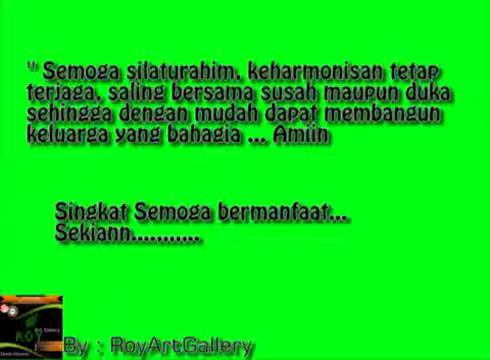 " Semoga silaturahim, keharmonisan tetap
terjaga, saling bersama susah maupun duka
sehingga dengan mudah dapat membangun
keluarga yang bahagia ... Amiin
Singkat Semoga bermanfaat...
Sekiann...........
ROY
By : RoyArtGallery